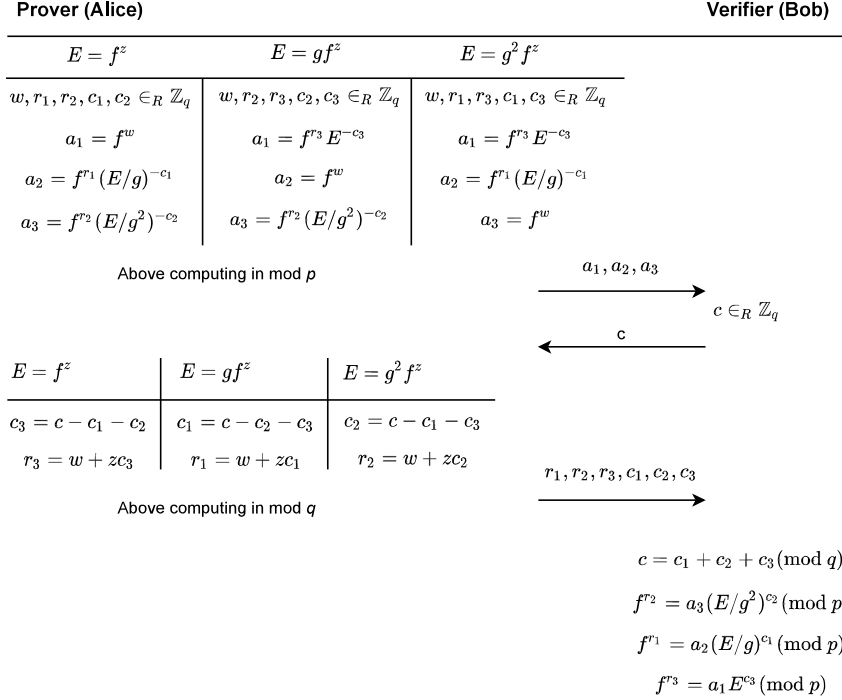 Prover (Alice) Verifier (Bob)
E = f^z E = gf^z E = g^2 f^z
w, r_1, r_2, c_1, c_2 ∈_R ℤ_q w, r_2, r_3, c_2, c_3 ∈_R ℤ_q w, r_1, r_3, c_1, c_3 ∈_R ℤ_q
a_1 = f^w a_1 = f^{r_3} E^{-c_3} a_1 = f^{r_3} E^{-c_3}
a_2 = f^{r_1} (E/g)^{-c_1} a_2 = f^w a_2 = f^{r_1} (E/g)^{-c_1}
a_3 = f^{r_2} (E/g^2)^{-c_2} a_3 = f^{r_2} (E/g^2)^{-c_2} a_3 = f^w
Above computing in mod p
a_1, a_2, a_3
c ∈_R ℤ_q
c
E = f^z E = gf^z E = g^2 f^z
c_3 = c − c_1 − c_2 c_1 = c − c_2 − c_3 c_2 = c − c_1 − c_3
r_3 = w + zc_3 r_1 = w + zc_1 r_2 = w + zc_2
r_1, r_2, r_3, c_1, c_2, c_3
Above computing in mod q
c = c_1 + c_2 + c_3 (mod q)
f^{r_2} = a_3 (E/g^2)^{c_2} (mod p
f^{r_1} = a_2 (E/g)^{c_1} (mod p)
f^{r_3} = a_1 E^{c_3} (mod p)